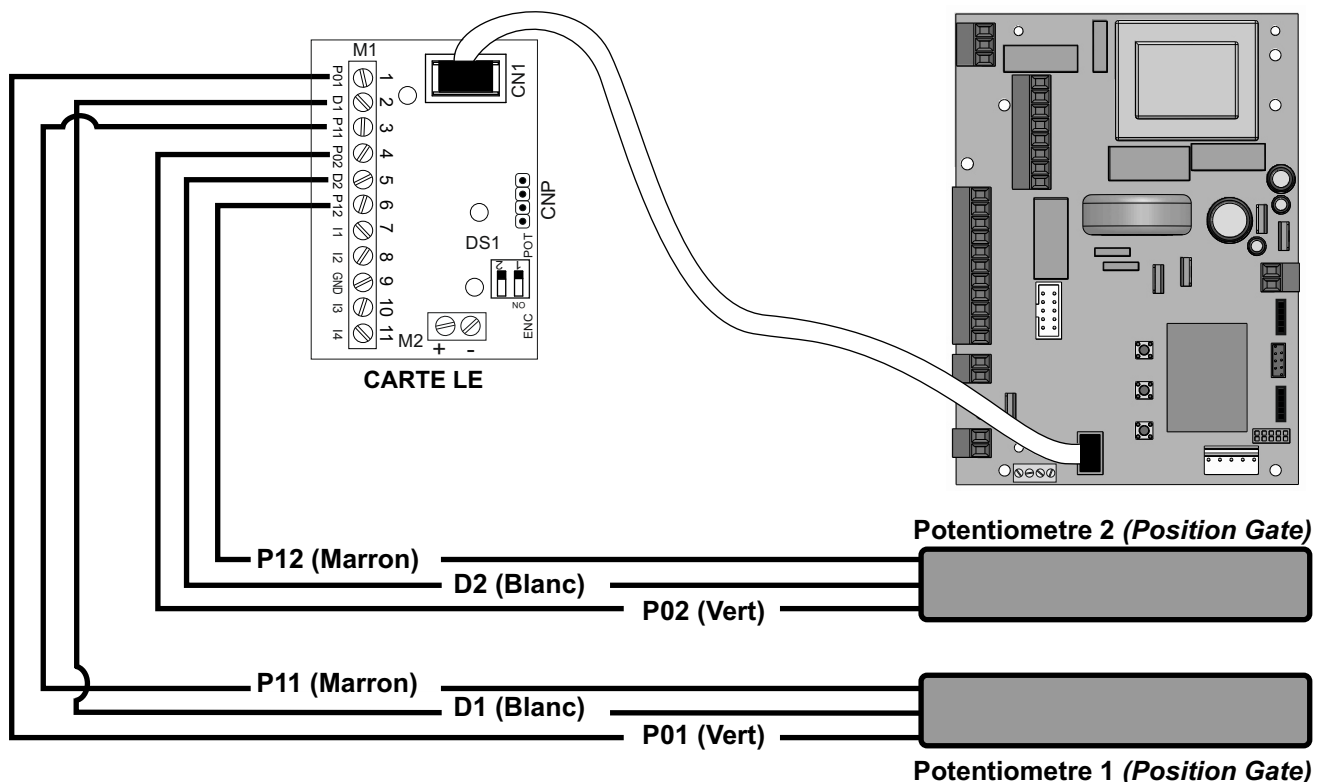 M1
CN1
P01 1
D1 2
P11 3
P02 4
D2 5
P12 6
I1 7
I2 8
GND 9
I3 10
I4 11
CNP
POT
DS1
2 1
NO
ENC
M2
+ -
CARTE LE
Potentiometre 2 (Position Gate)
P12 (Marron)
D2 (Blanc)
P02 (Vert)
P11 (Marron)
D1 (Blanc)
P01 (Vert)
Potentiometre 1 (Position Gate)